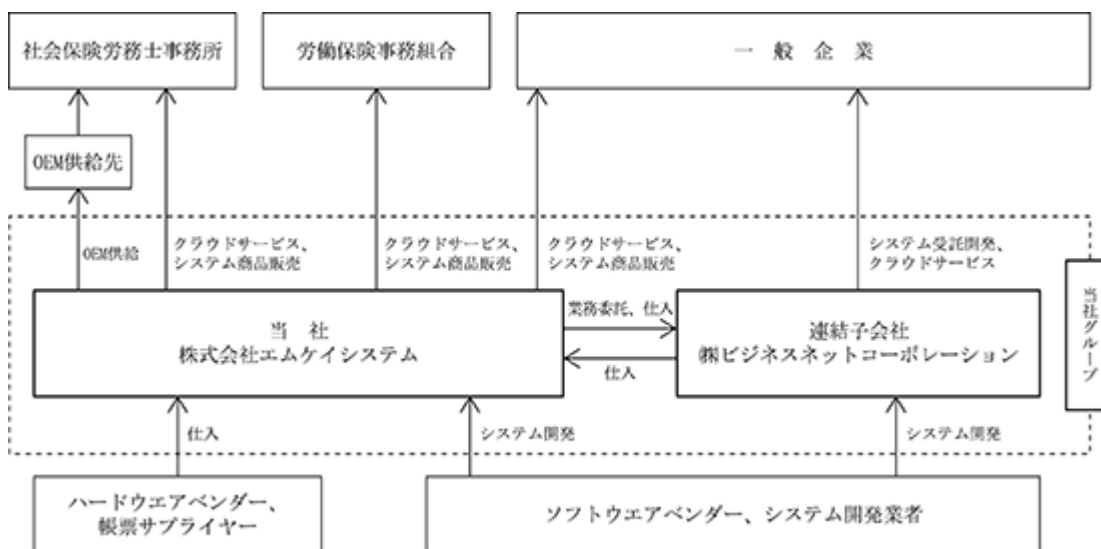 社会保険労務士事務所
労働保険事務組合
一般企業
OEM供給先
OEM供給
クラウドサービス、
システム商品販売
クラウドサービス、
システム商品販売
クラウドサービス、
システム商品販売
システム受託開発、
クラウドサービス
当社グループ
当 社
株式会社エムケイシステム
業務委託、仕入
仕入
連結子会社
㈱ビジネスネットコーポレーション
仕入
システム開発
システム開発
ハードウエアベンダー、
帳票サプライヤー
ソフトウエアベンダー、システム開発業者